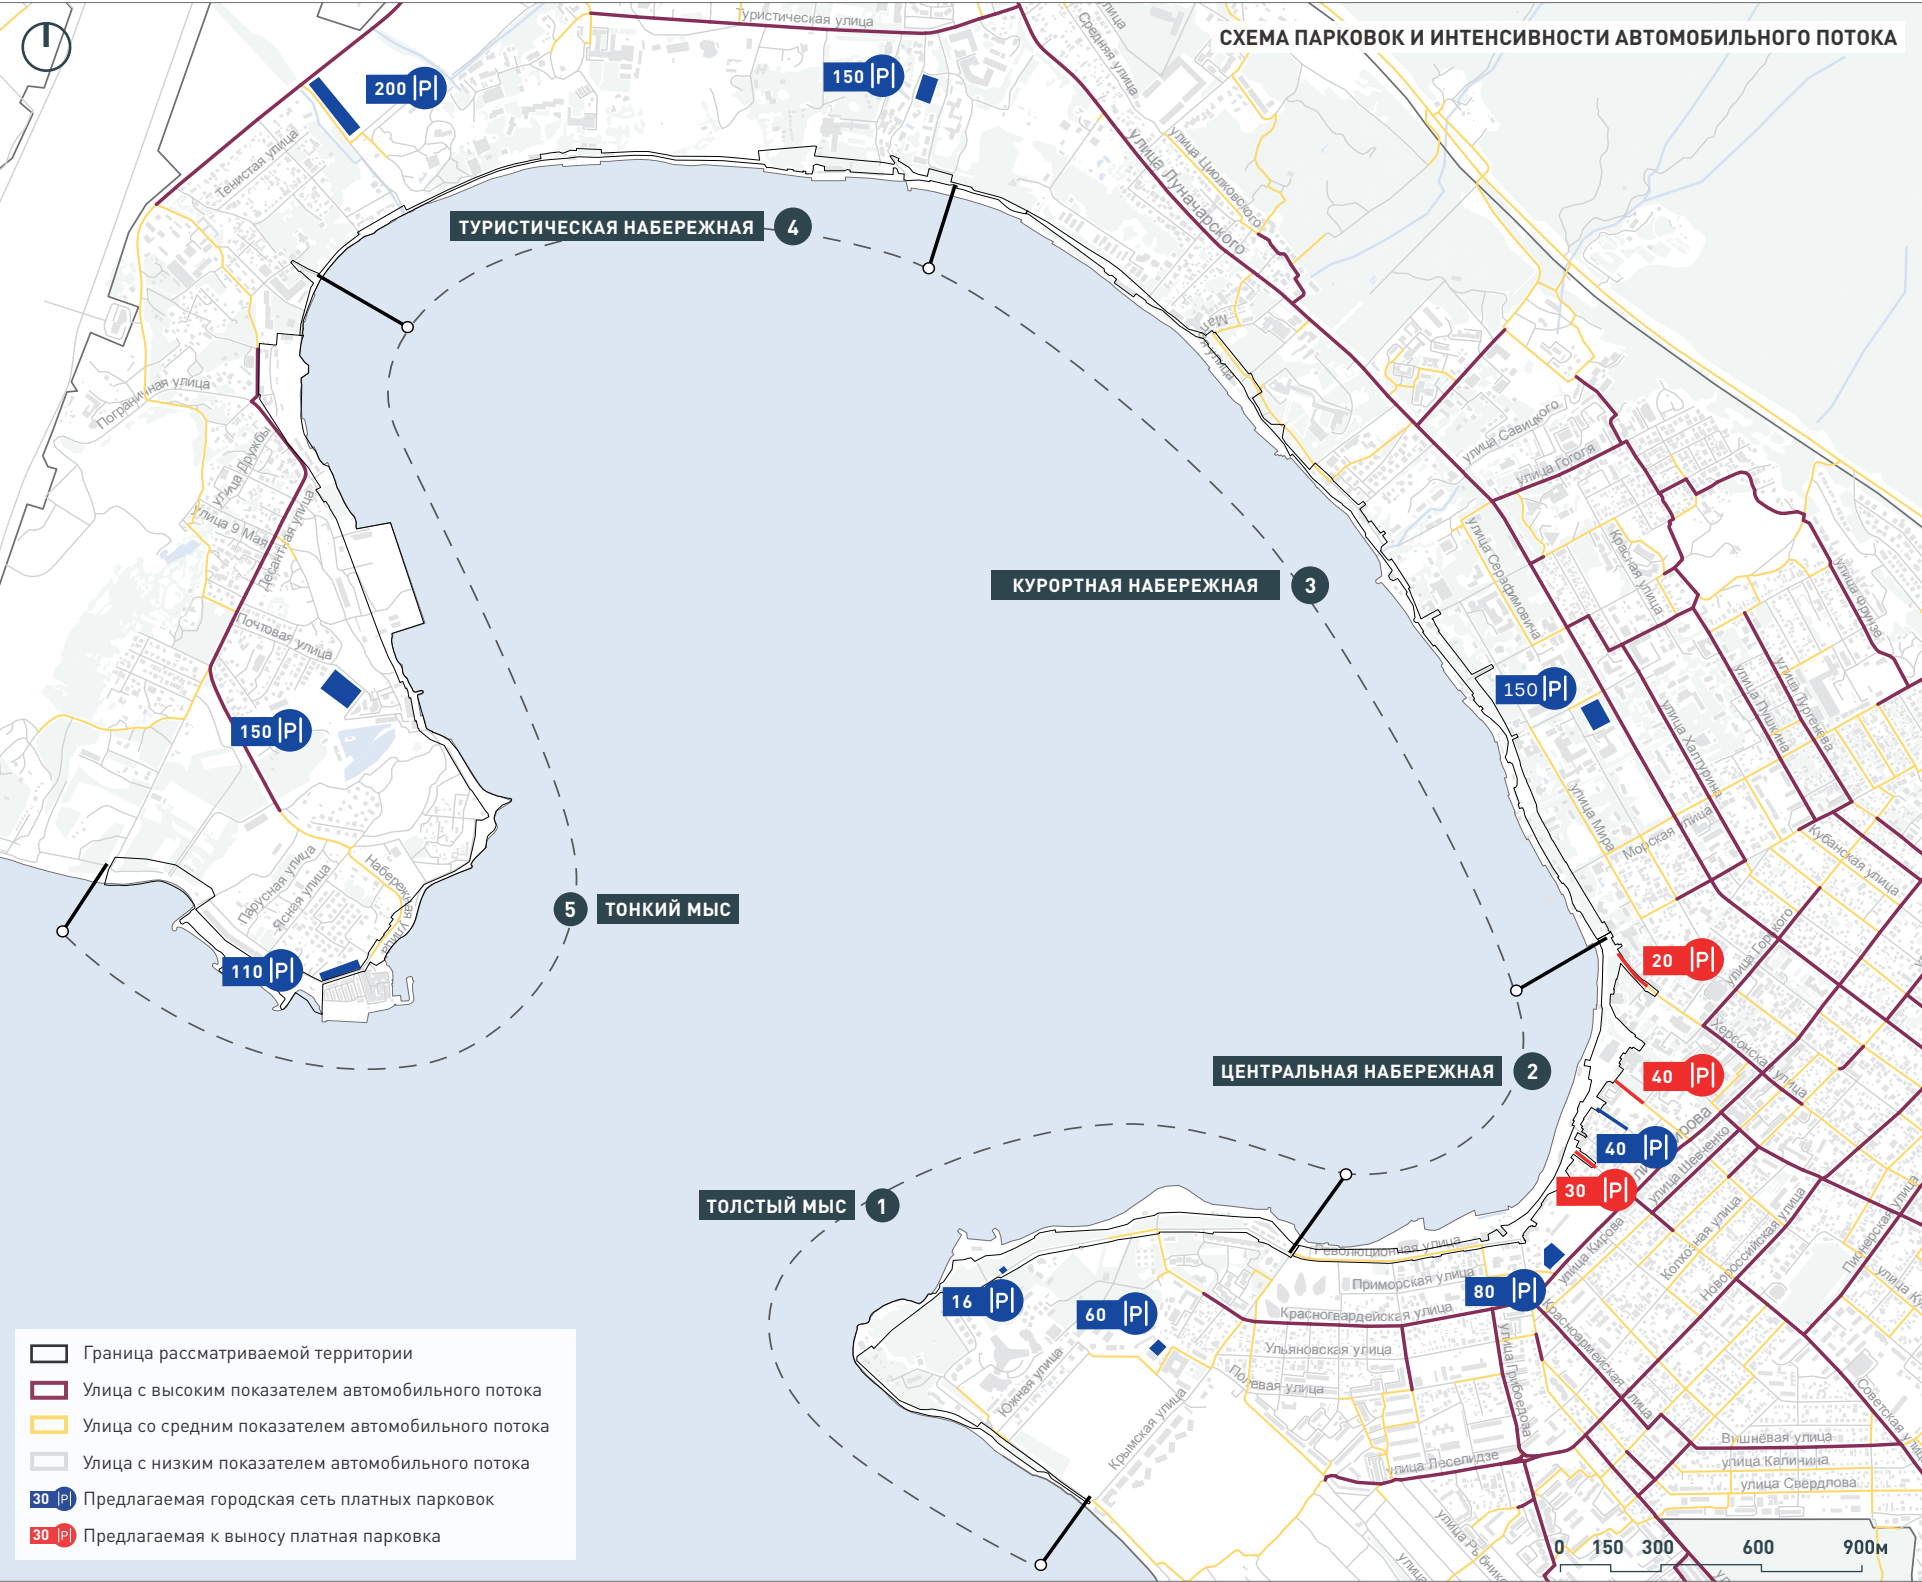 СХЕМА ПАРКОВОК И ИНТЕНСИВНОСТИ АВТОМОБИЛЬНОГО ПОТОКА
Туристическая улица
Средняя улица
200 |P|
150 |P|
Тенистая улица
улица Циолковского
улица Луначарского
ТУРИСТИЧЕСКАЯ НАБЕРЕЖНАЯ 4
Пограничная улица
улица Дружбы
улица 9 Мая
Десантная улица
Почтовая улица
улица Савицкого
улица Гоголя
улица Серафимовича
Красная улица
улица Фрунзе
КУРОРТНАЯ НАБЕРЕЖНАЯ 3
150 |P|
150 |P|
улица Пушкина
улица Тургенева
улица Халтурина
улица Мира
Морская улица
Кубанская улица
улица Горького
Парусная улица
Ясная улица
Набережная улица
5 ТОНКИЙ МЫС
110 |P|
20 |P|
Херсонская улица
ЦЕНТРАЛЬНАЯ НАБЕРЕЖНАЯ 2
40 |P|
40 |P|
30 |P|
улица Шевченко
улица Кирова
Колхозная улица
Новороссийская улица
Пионерская улица
ТОЛСТЫЙ МЫС 1
Революционная улица
Приморская улица
Красногвардейская улица
Ульяновская улица
Полевая улица
16 |P|
60 |P|
80 |P|
Южная улица
Крымская улица
улица Грибоедова
Красноармейская улица
улица Леселидзе
Советская улица
Вишнёвая улица
улица Калинина
улица Свердлова
Граница рассматриваемой территории
Улица с высоким показателем автомобильного потока
Улица со средним показателем автомобильного потока
Улица с низким показателем автомобильного потока
30 |P| Предлагаемая городская сеть платных парковок
30 |P| Предлагаемая к выносу платная парковка
0 150 300 600 900м